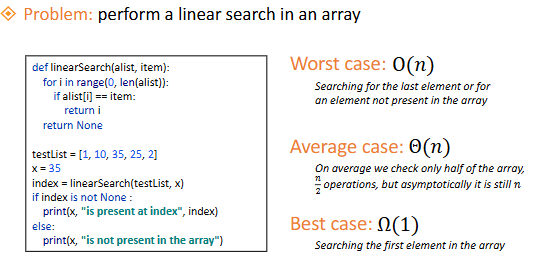 Problem: perform a linear search in an array
def linearSearch(alist, item):
for i in range(0, len(alist)):
if alist[i] == item:
return i
return None
testList = [1, 10, 35, 25, 2]
x = 35
index = linearSearch(testList, x)
if index is not None :
print(x, "is present at index", index)
else:
print(x, "is not present in the array")
Worst case: O(n)
Searching for the last element or for
an element not present in the array
Average case: Θ(n)
On average we check only half of the array,
n/2 operations, but asymptotically it is still n
Best case: Ω(1)
Searching the first element in the array